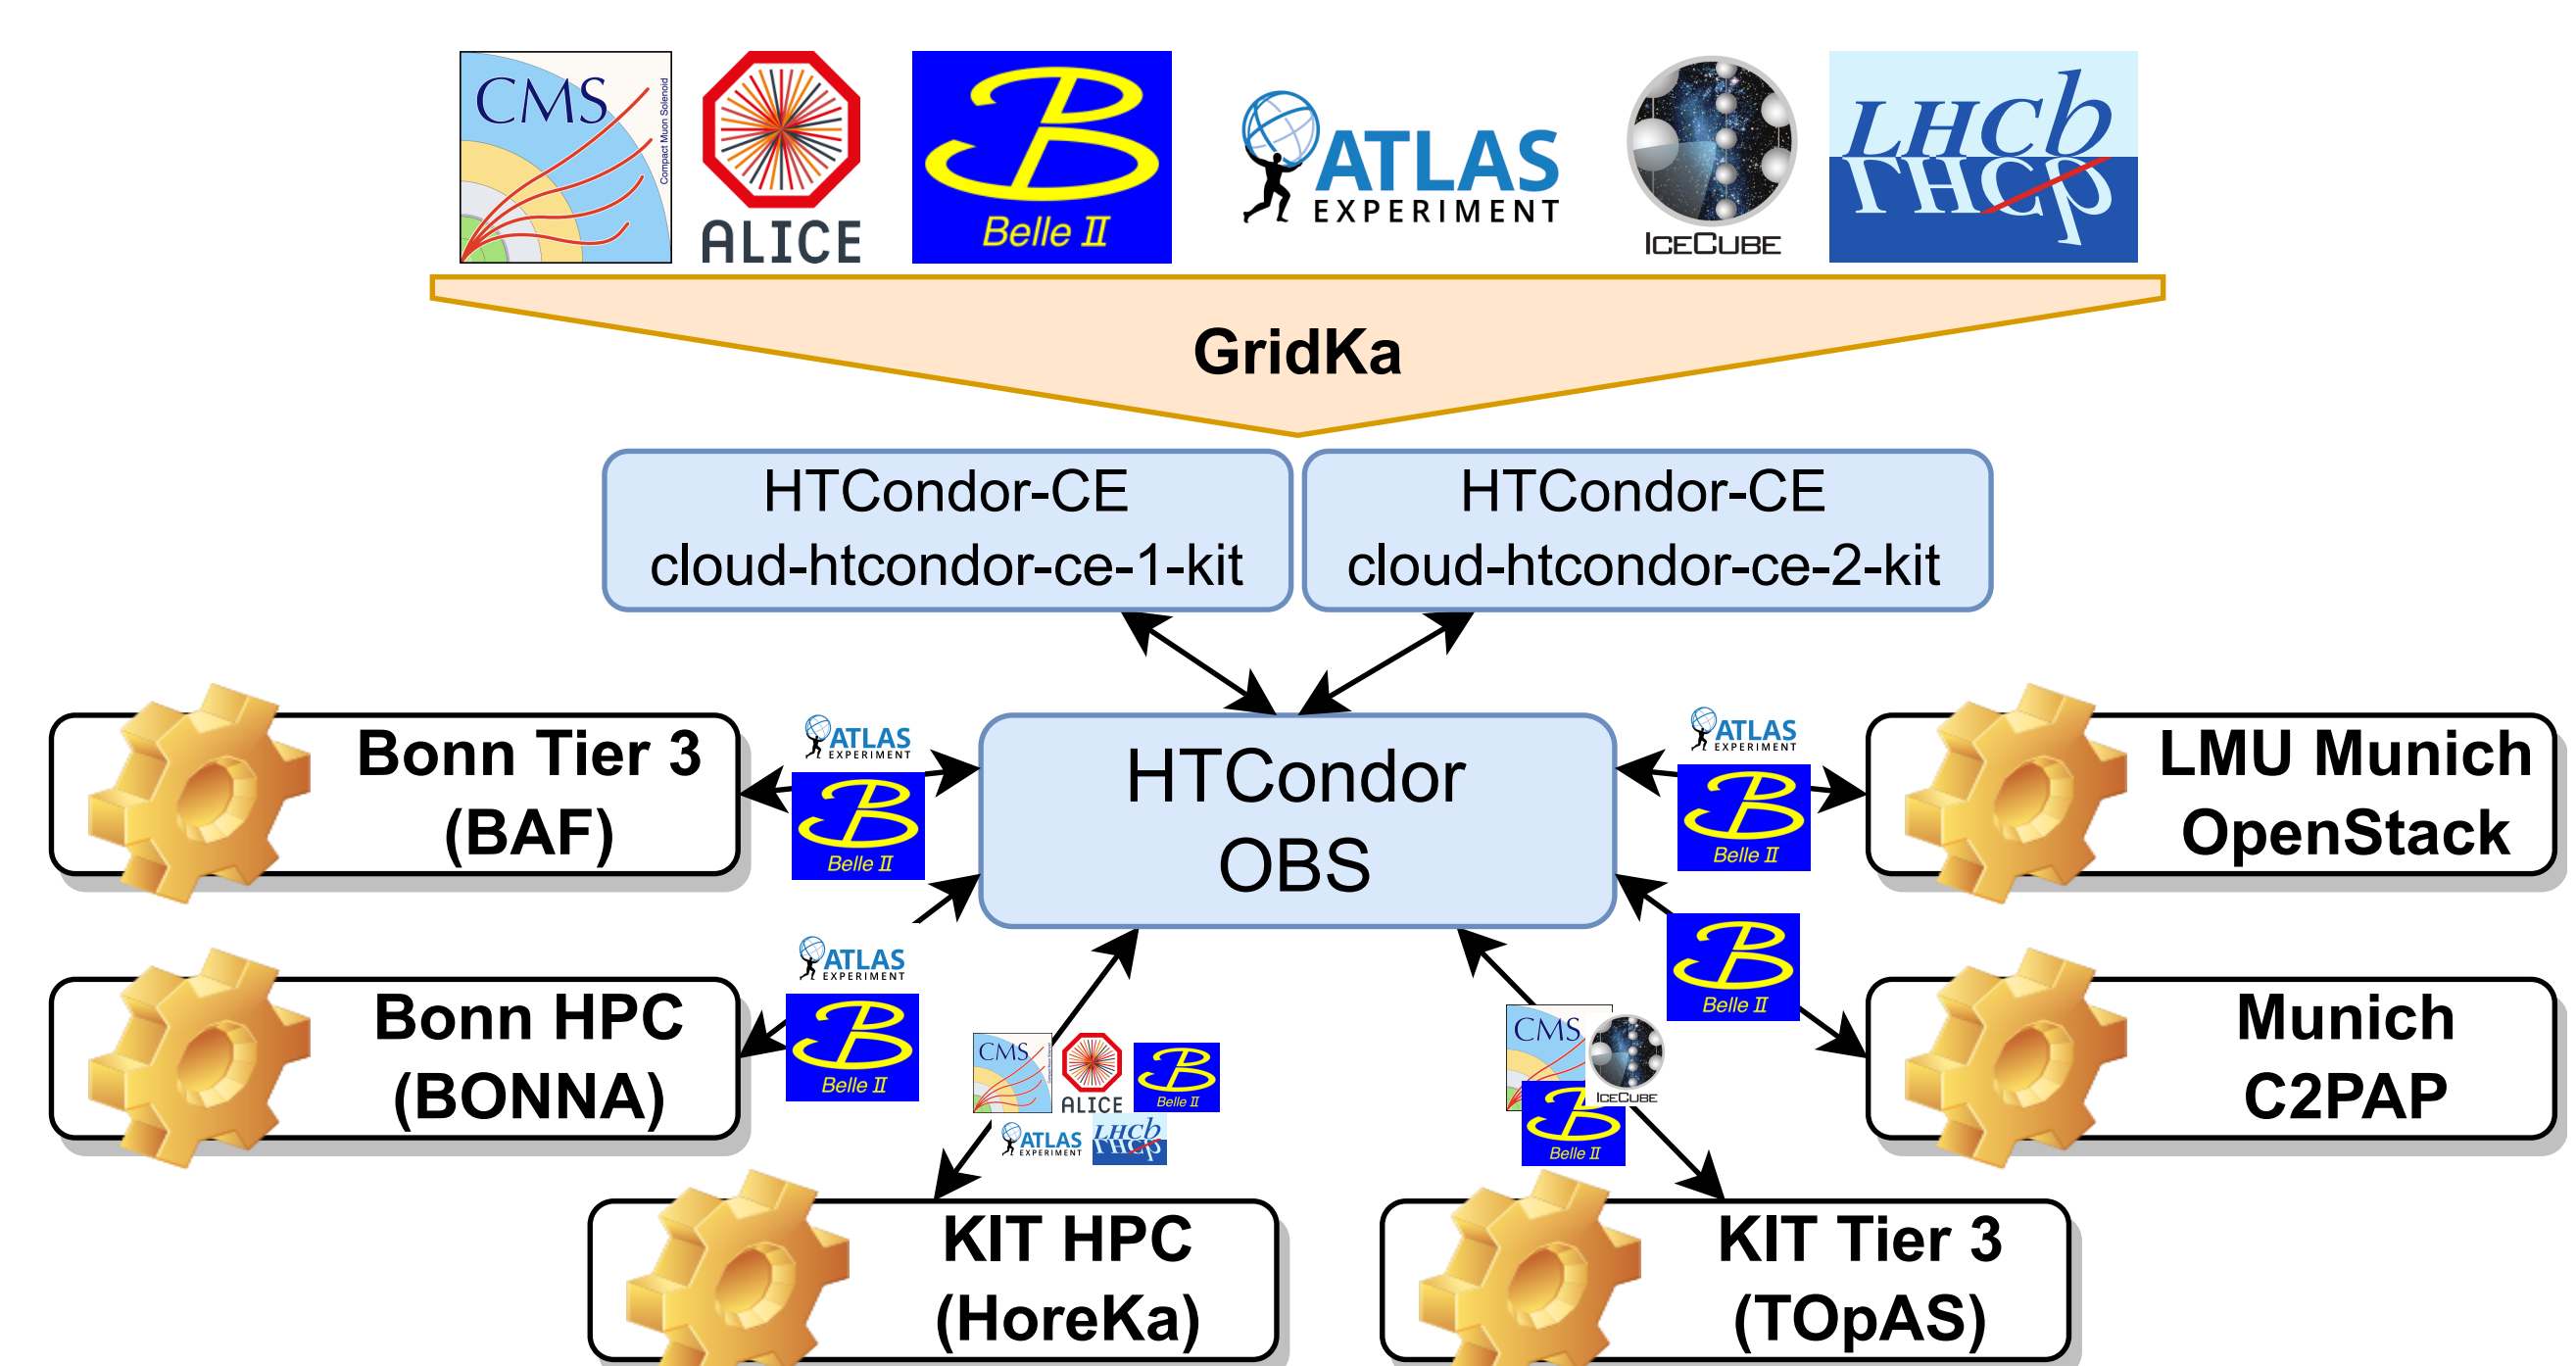 CMS
Compact Muon Solenoid
ALICE
Belle II
ATLAS
EXPERIMENT
ICECUBE
LHCb
LHCb
GridKa
HTCondor-CE
cloud-htcondor-ce-1-kit
HTCondor-CE
cloud-htcondor-ce-2-kit
Bonn Tier 3
(BAF)
ATLAS
EXPERIMENT
Belle II
HTCondor
OBS
ATLAS
EXPERIMENT
Belle II
LMU Munich
OpenStack
Bonn HPC
(BONNA)
ATLAS
EXPERIMENT
Belle II
CMS
ALICE
Belle II
ATLAS
EXPERIMENT
LHCb
LHCb
CMS
ICECUBE
Belle II
Belle II
Munich
C2PAP
KIT HPC
(HoreKa)
KIT Tier 3
(TOpAS)